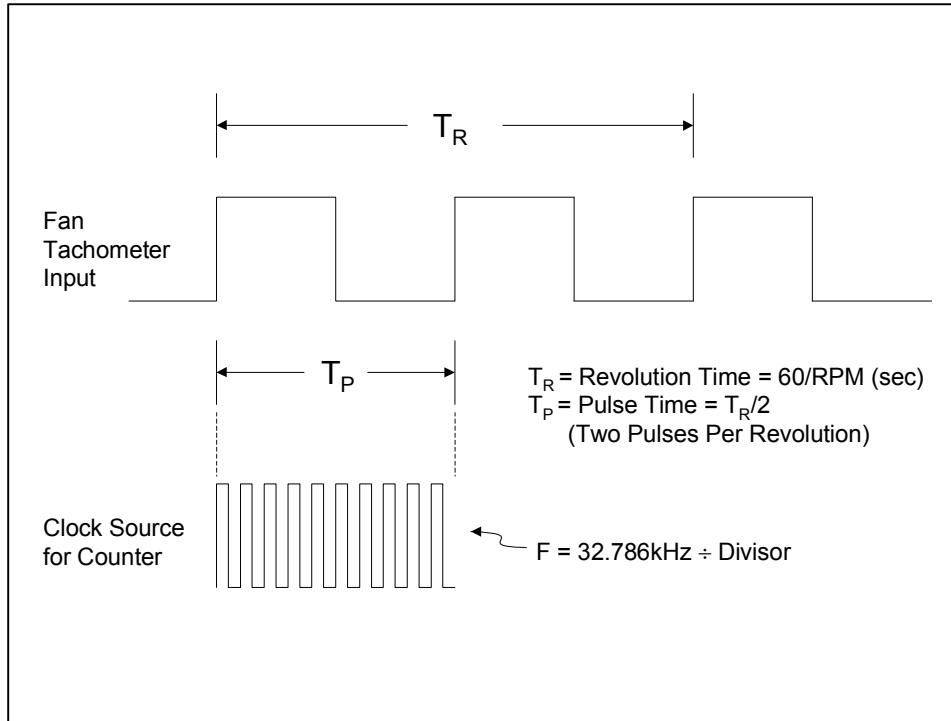 T_R
Fan
Tachometer
Input
T_P
T_R = Revolution Time = 60/RPM (sec)
T_P = Pulse Time = T_R/2
(Two Pulses Per Revolution)
Clock Source
for Counter
F = 32.786kHz ÷ Divisor